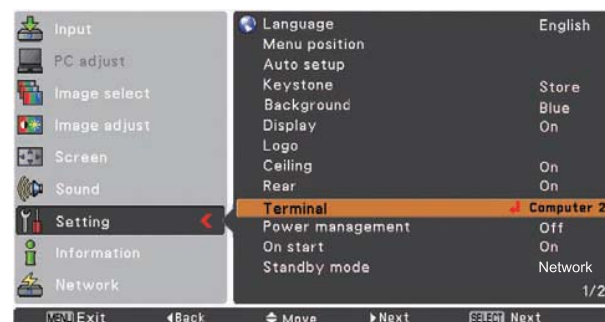 Input
PC adjust
Image select
Image adjust
Screen
Sound
Setting
Information
Network
Language English
Menu position
Auto setup
Keystone Store
Background Blue
Display On
Logo
Ceiling On
Rear On
Terminal Computer 2
Power management Off
On start On
Standby mode Network
1/2
MENU Exit ◀Back Move ▶Next SELECT Next